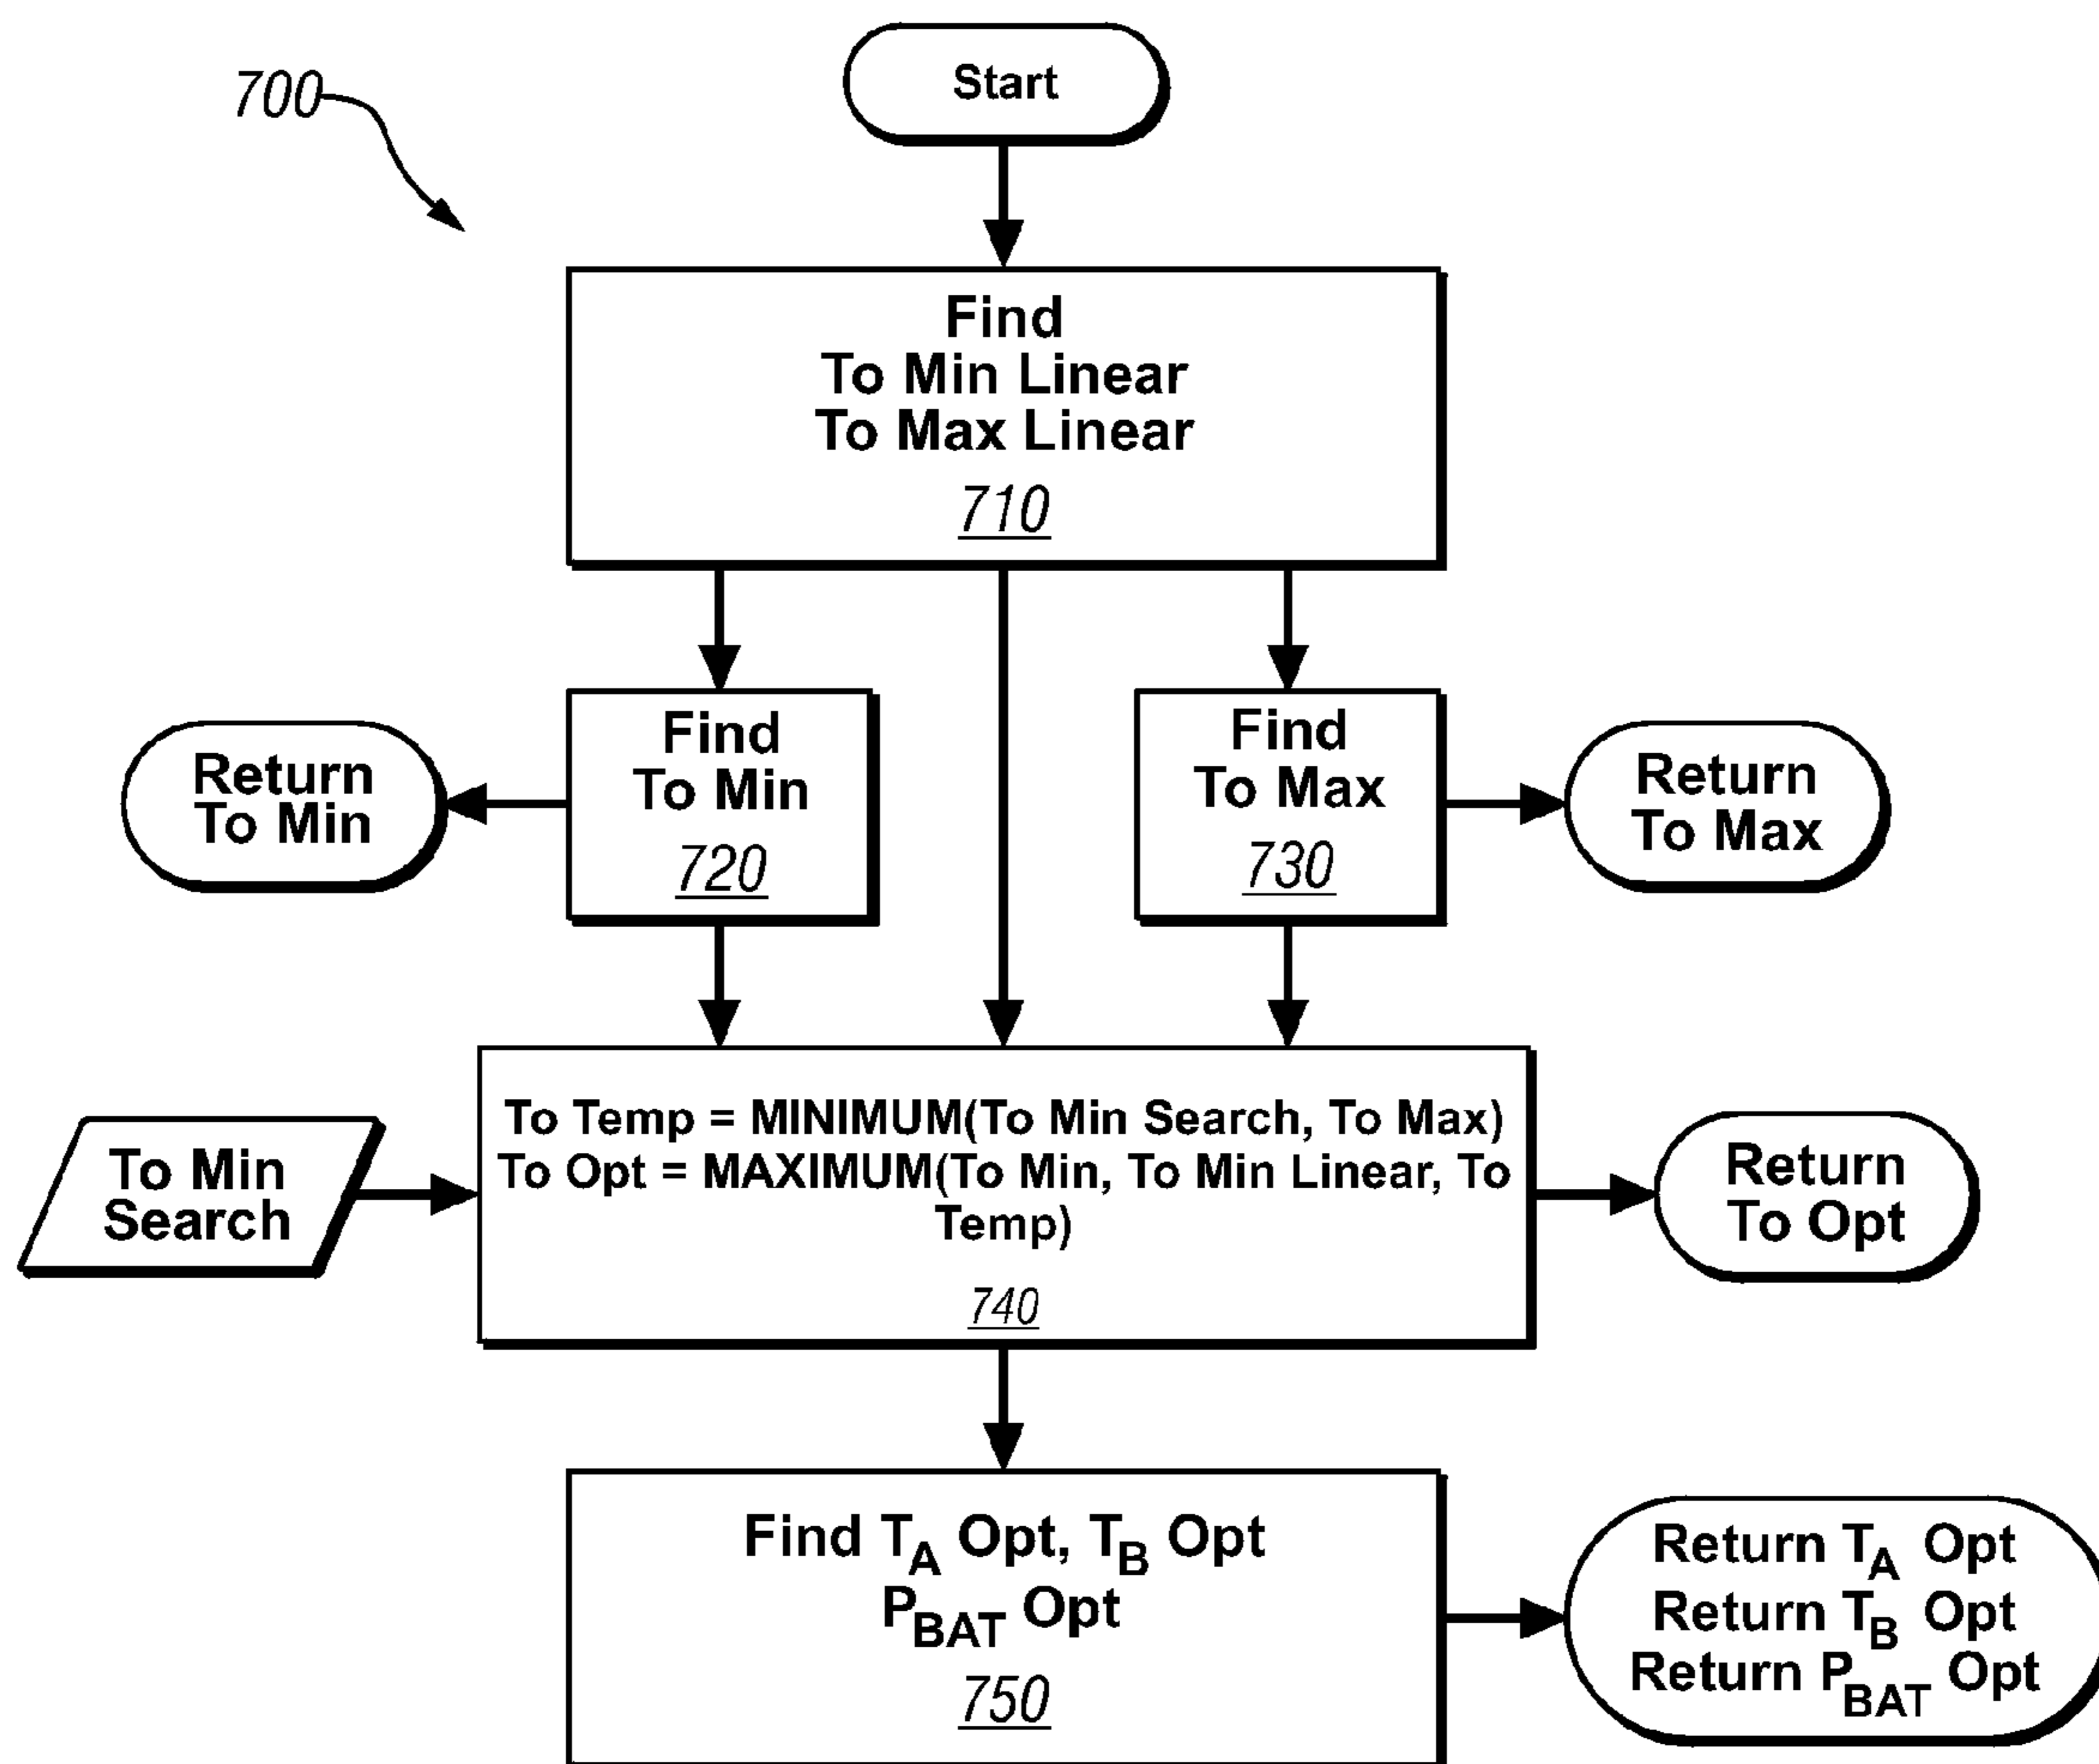 700
Start
Find
To Min Linear
To Max Linear
710
Return
To Min
Find
To Min
720
Find
To Max
730
Return
To Max
To Min
Search
To Temp = MINIMUM(To Min Search, To Max)
To Opt = MAXIMUM(To Min, To Min Linear, To
Temp)
740
Return
To Opt
Find TA Opt, TB Opt
PBAT Opt
750
Return TA Opt
Return TB Opt
Return PBAT Opt